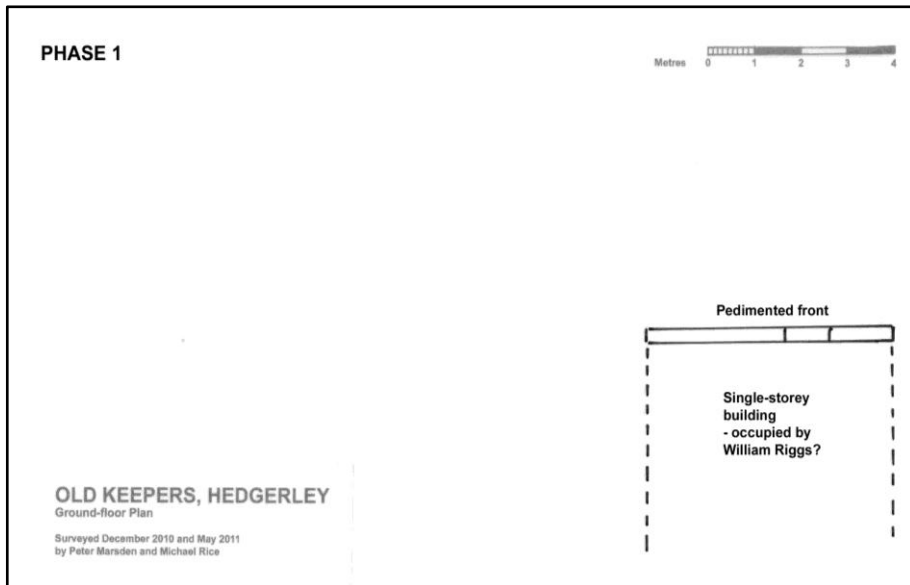 PHASE 1
Metres 0 1 2 3 4
Pedimented front
Single-storey
building
- occupied by
William Riggs?
OLD KEEPERS, HEDGERLEY
Ground-floor Plan
Surveyed December 2010 and May 2011
by Peter Marsden and Michael Rice